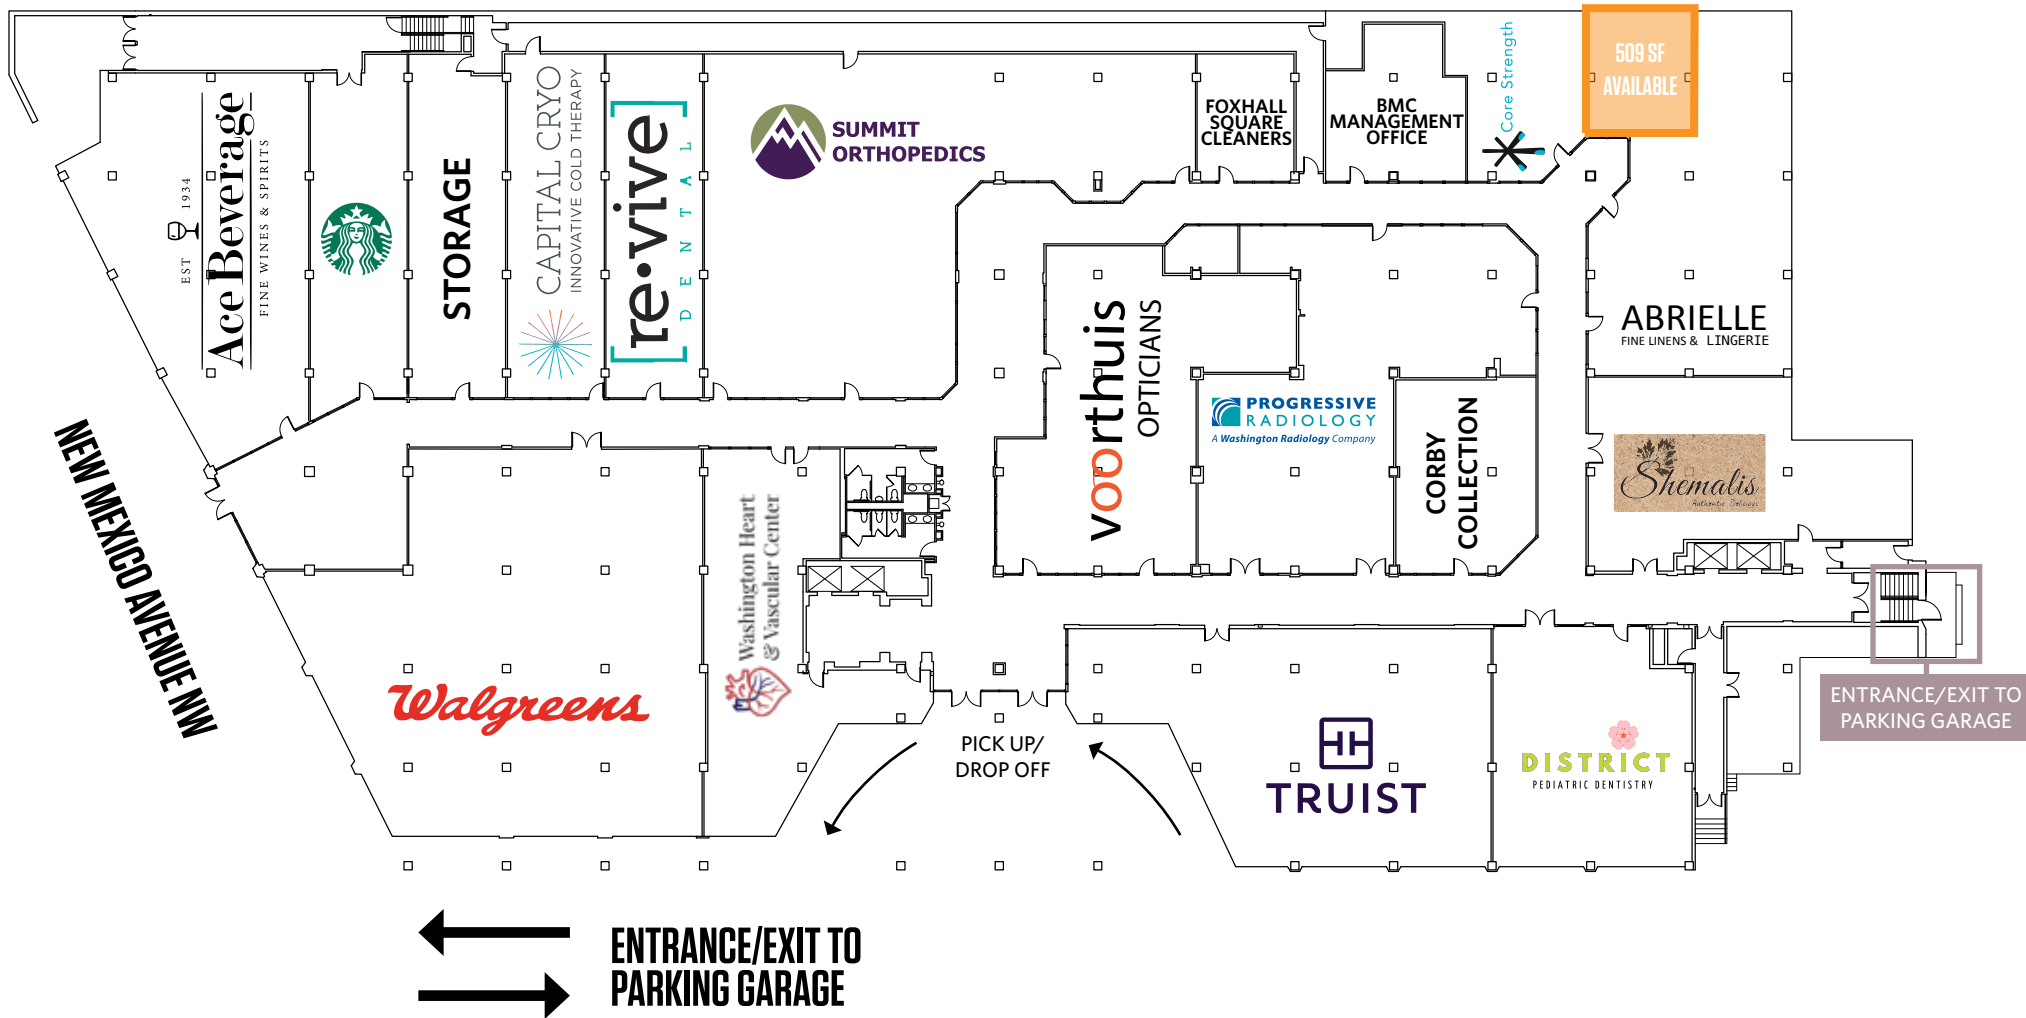 EST 1934
Ace Beverage
FINE WINES & SPIRITS
STORAGE
CAPITAL CRYO
INNOVATIVE COLD THERAPY
[re•vive]
DENTAL
SUMMIT
ORTHOPEDICS
FOXHALL
SQUARE
CLEANERS
BMC
MANAGEMENT
OFFICE
Core Strength
509 SF
AVAILABLE
ABRIELLE
FINE LINENS & LINGERIE
voorthuis
OPTICIANS
PROGRESSIVE
RADIOLOGY
A Washington Radiology Company
CORBY
COLLECTION
Shemalis
Authentic Delicious
NEW MEXICO AVENUE NW
Walgreens
Washington Heart
& Vascular Center
PICK UP/
DROP OFF
TRUIST
DISTRICT
PEDIATRIC DENTISTRY
ENTRANCE/EXIT TO
PARKING GARAGE
ENTRANCE/EXIT TO
PARKING GARAGE